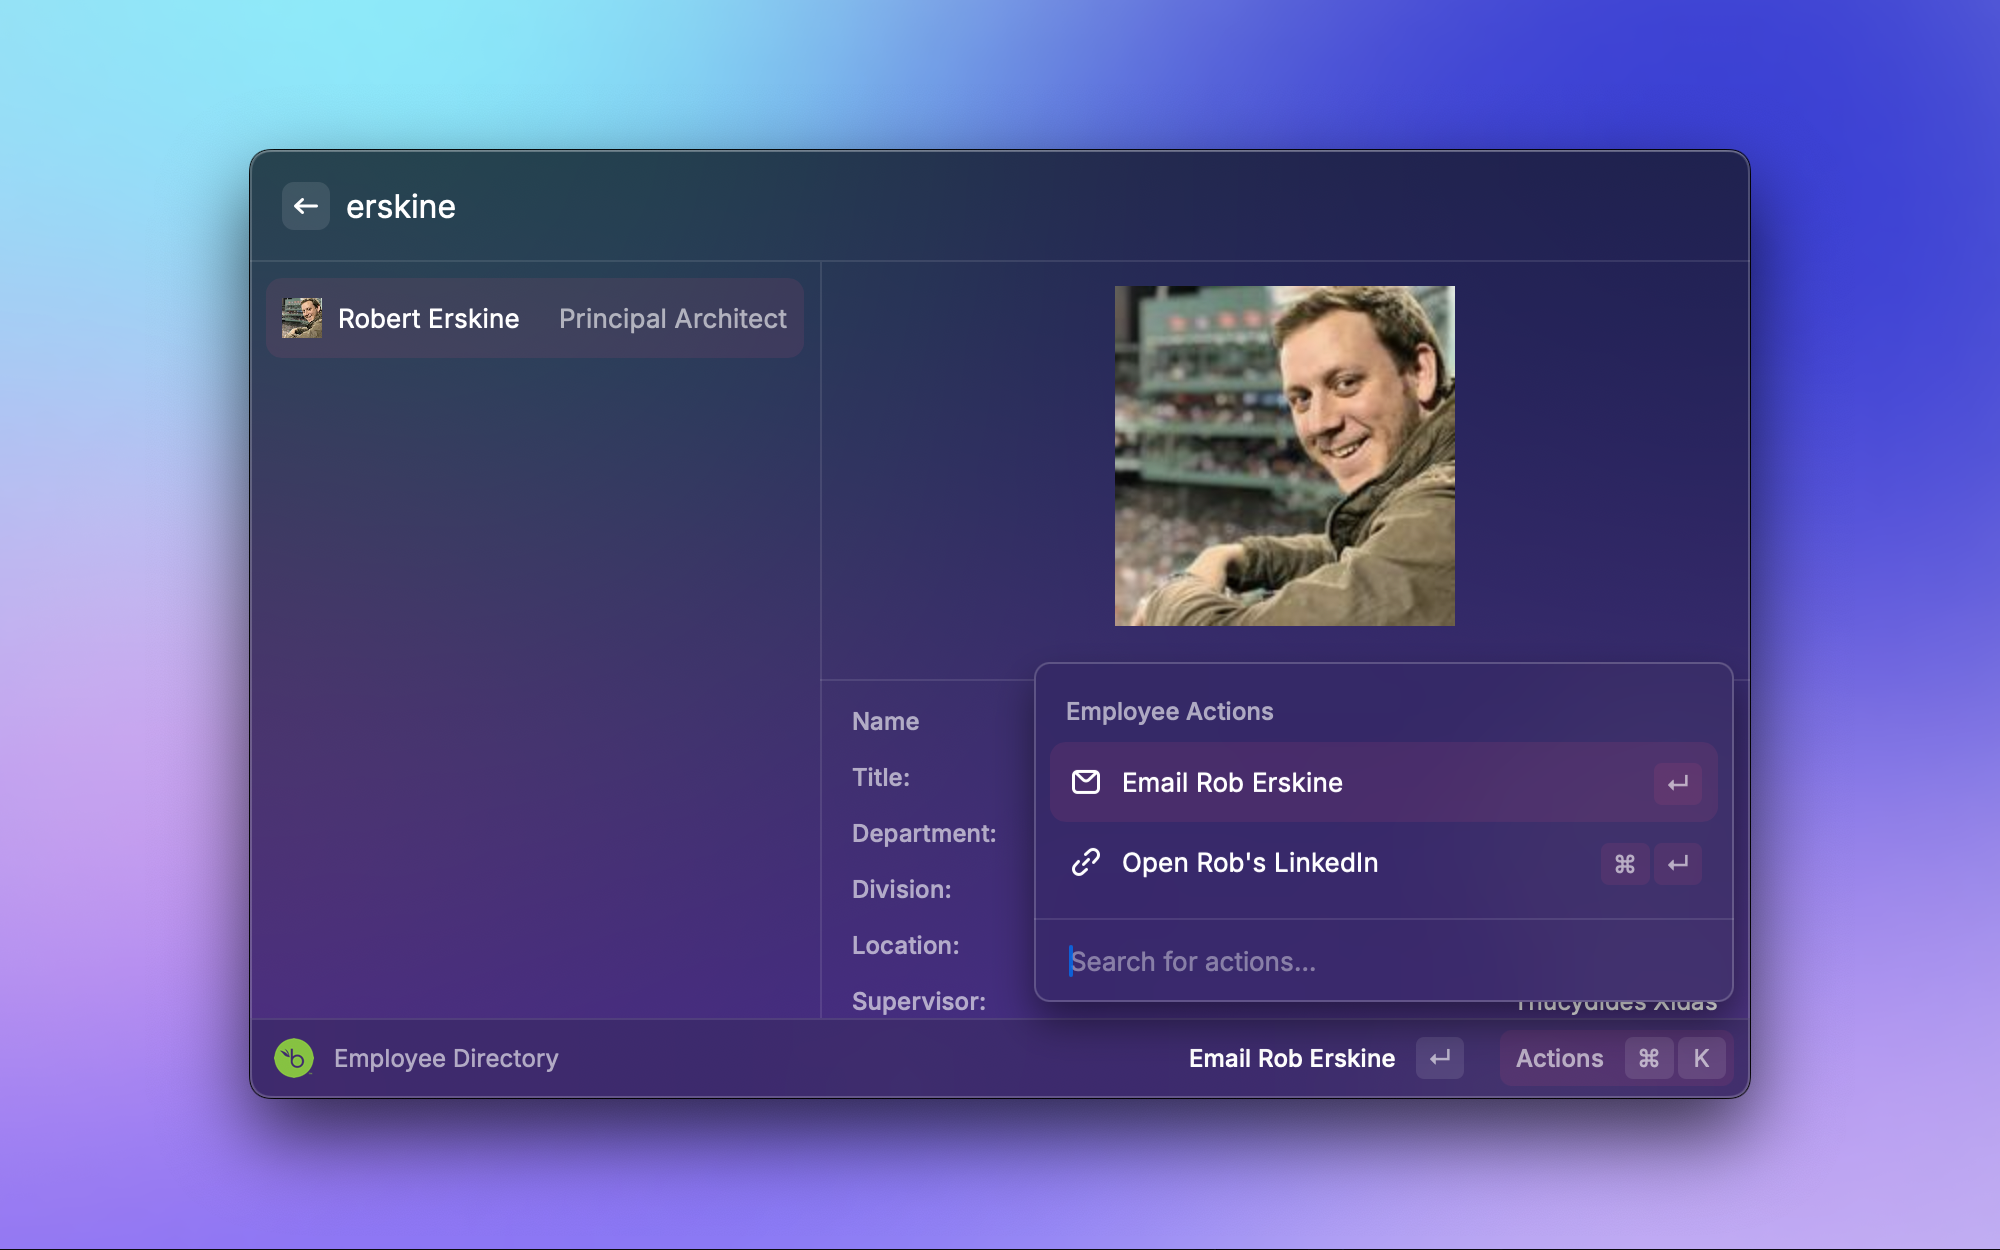 erskine
Robert Erskine Principal Architect
Name
Title:
Department:
Division:
Location:
Supervisor: Thucydides Xidas
Employee Actions
Email Rob Erskine ↵
Open Rob's LinkedIn ⌘ ↵
Search for actions...
Employee Directory Email Rob Erskine ↵ Actions ⌘ K